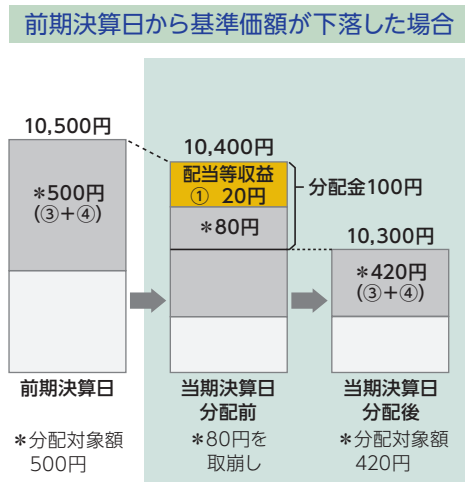 前期決算日から基準価額が下落した場合
10,500円
＊500円
(③＋④)
前期決算日
＊分配対象額
500円
10,400円
配当等収益
① 20円
＊80円
分配金100円
当期決算日
分配前
＊80円を
取崩し
10,300円
＊420円
(③＋④)
当期決算日
分配後
＊分配対象額
420円